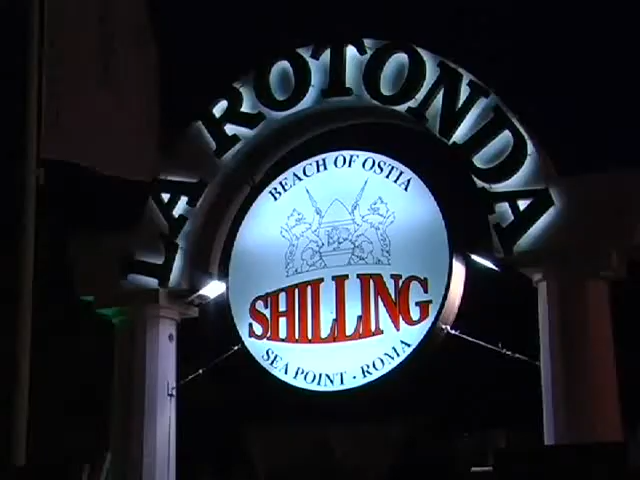 LA ROTONDA
BEACH OF OSTIA
SHILLING
SEA POINT - ROMA